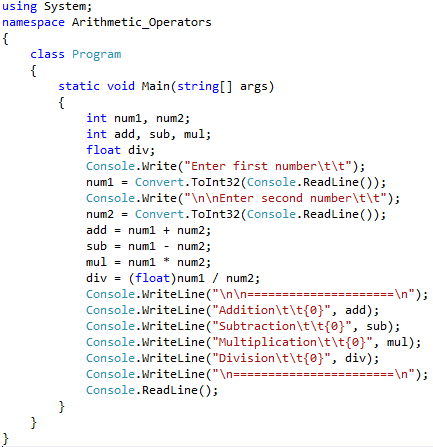 using System;
namespace Arithmetic_Operators
{
    class Program
    {
        static void Main(string[] args)
        {
            int num1, num2;
            int add, sub, mul;
            float div;
            Console.Write("Enter first number\t\t");
            num1 = Convert.ToInt32(Console.ReadLine());
            Console.Write("\n\nEnter second number\t\t");
            num2 = Convert.ToInt32(Console.ReadLine());
            add = num1 + num2;
            sub = num1 - num2;
            mul = num1 * num2;
            div = (float)num1 / num2;
            Console.WriteLine("\n\n=====================\n");
            Console.WriteLine("Addition\t\t{0}", add);
            Console.WriteLine("Subtraction\t\t{0}", sub);
            Console.WriteLine("Multiplication\t\t{0}", mul);
            Console.WriteLine("Division\t\t{0}", div);
            Console.WriteLine("\n=======================\n");
            Console.ReadLine();
        }
    }
}